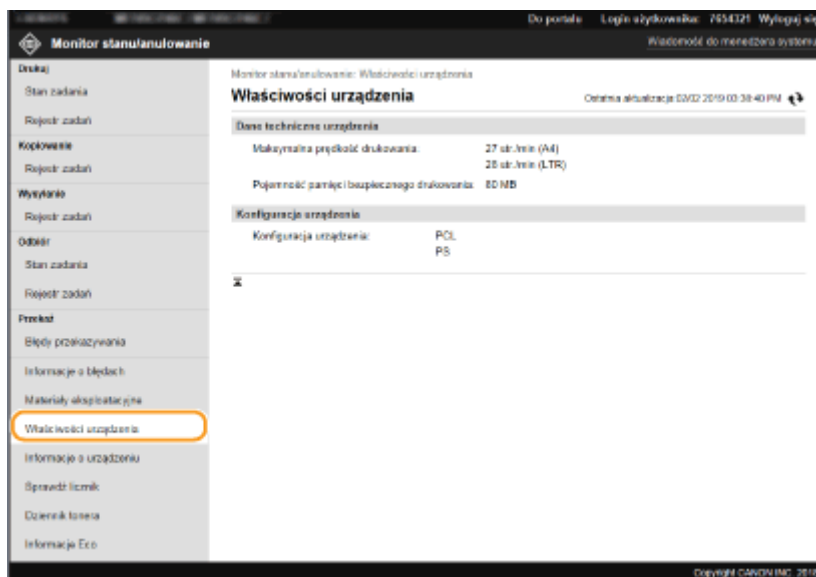 Do portalu Login użytkownika: 7654321 Wyloguj się
Monitor stanu/anulowanie
Wiadomość do menedżera systemu
Drukuj
Stan zadania
Rejestr zadań
Kopiowanie
Rejestr zadań
Wysyłanie
Rejestr zadań
Odbiór
Stan zadania
Rejestr zadań
Przekaż
Błędy przekazywania
Informacje o błędach
Materiały eksploatacyjne
Właściwości urządzenia
Informacje o urządzeniu
Sprawdź licznik
Dziennik tonera
Informacje Eco
Monitor stanu/anulowanie: Właściwości urządzenia
Właściwości urządzenia
Ostatnia aktualizacja: 02/02 2019 03:38:40 PM
Dane techniczne urządzenia
Maksymalna prędkość drukowania: 27 str./min (A4)
28 str./min (LTR)
Pojemność pamięci bezpiecznego drukowania: 80 MB
Konfiguracja urządzenia
Konfiguracja urządzenia: PCL
PS
Copyright CANON INC. 2018